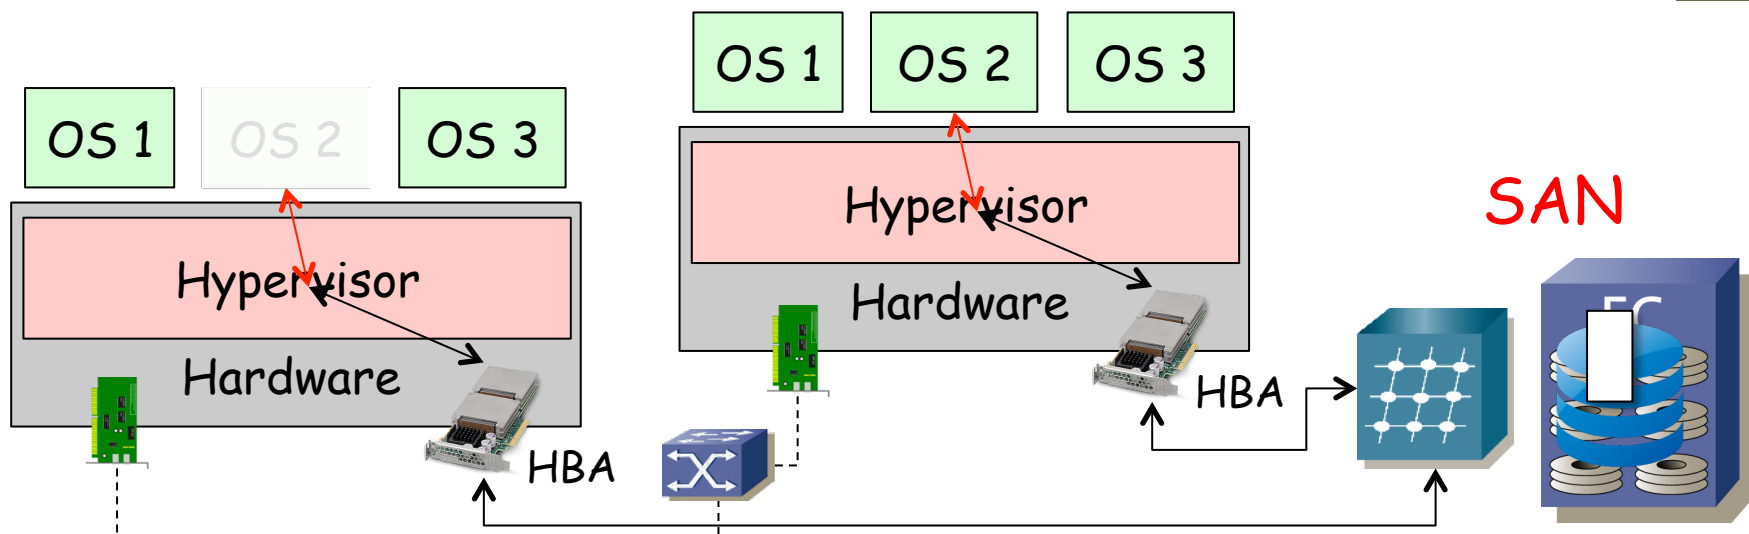 OS 1
OS 2
OS 3
Hypervisor
Hardware
HBA
OS 1
OS 2
OS 3
Hypervisor
Hardware
HBA
SAN